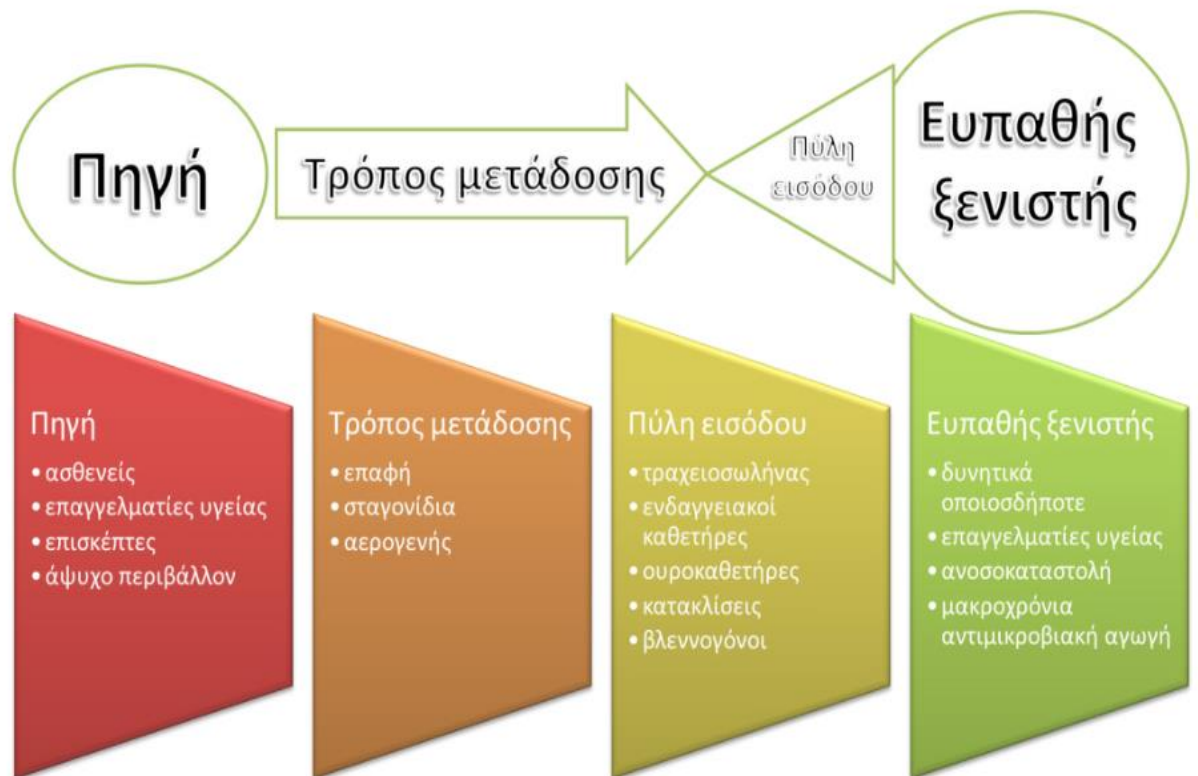 Πηγή
Τρόπος μετάδοσης
Πύλη
εισόδου
Ευπαθής
ξενιστής
Πηγή
• ασθενείς
• επαγγελματίες υγείας
• επισκέπτες
• άψυχο περιβάλλον
Τρόπος μετάδοσης
• επαφή
• σταγονίδια
• αερογενής
Πύλη εισόδου
• τραχειοσωλήνας
• ενδαγγειακοί
καθετήρες
• ουροκαθετήρες
• κατακλίσεις
• βλεννογόνοι
Ευπαθής ξενιστής
• δυνητικά
οποιοσδήποτε
• επαγγελματίες υγείας
• ανοσοκαταστολή
• μακροχρόνια
αντιμικροβιακή αγωγή